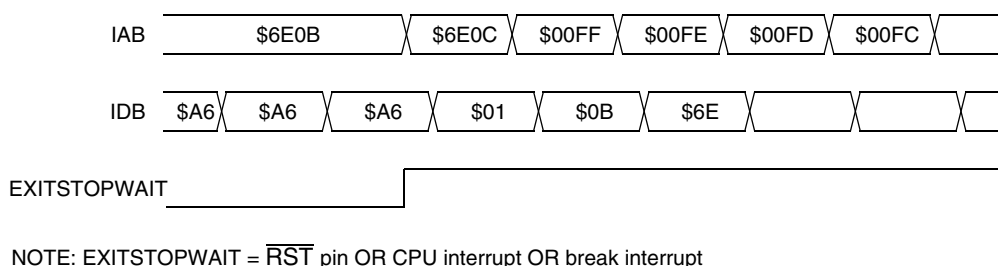 IAB $6E0B $6E0C $00FF $00FE $00FD $00FC
IDB $A6 $A6 $A6 $01 $0B $6E
EXITSTOPWAIT
NOTE: EXITSTOPWAIT = RST pin OR CPU interrupt OR break interrupt